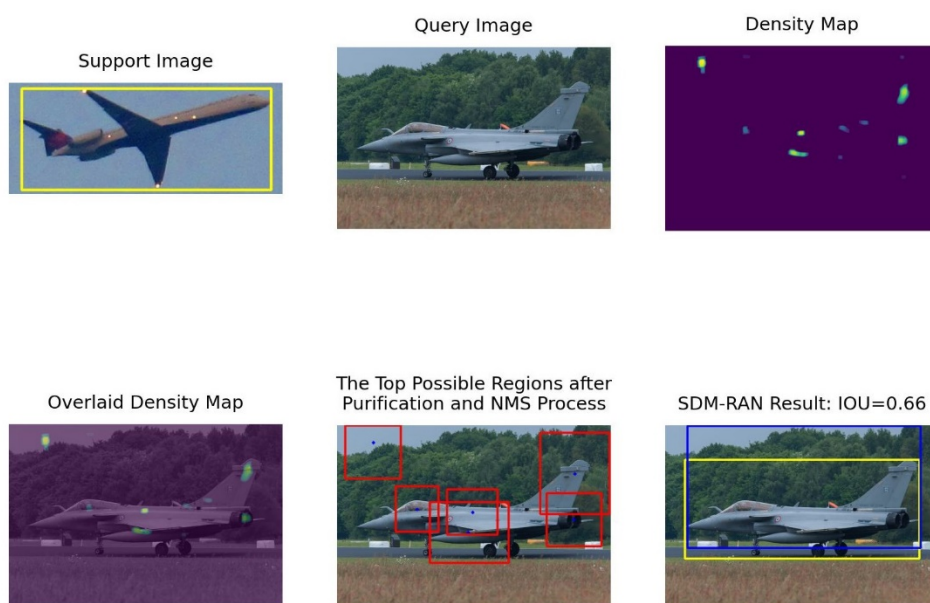 Support Image
Query Image
Density Map
Overlaid Density Map
The Top Possible Regions after
Purification and NMS Process
SDM-RAN Result: IOU=0.66